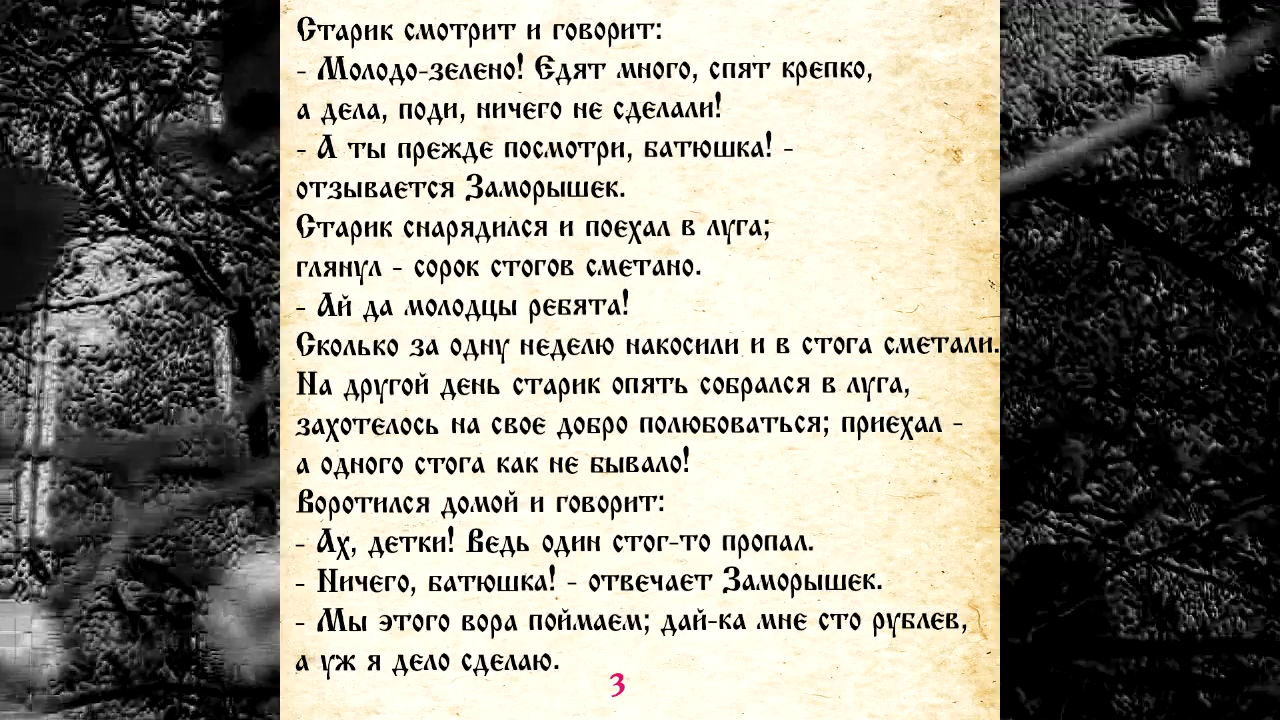 Старик смотрит и говорит:
- Молодо-зелено! Едят много, спят крепко,
а дела, поди, ничего не сделали!
- А ты прежде посмотри, батюшка! -
отзывается Заморышек.
Старик снарядился и поехал в луга;
глянул - сорок стогов сметано.
- Ай да молодцы ребята!
Сколько за одну неделю накосили и в стога сметали.
На другой день старик опять собрался в луга,
захотелось на свое добро полюбоваться; приехал -
а одного стога как не бывало!
Воротился домой и говорит:
- Ах, детки! Ведь один стог-то пропал.
- Ничего, батюшка! - отвечает Заморышек.
- Мы этого вора поймаем; дай-ка мне сто рублев,
а уж я дело сделаю.
3